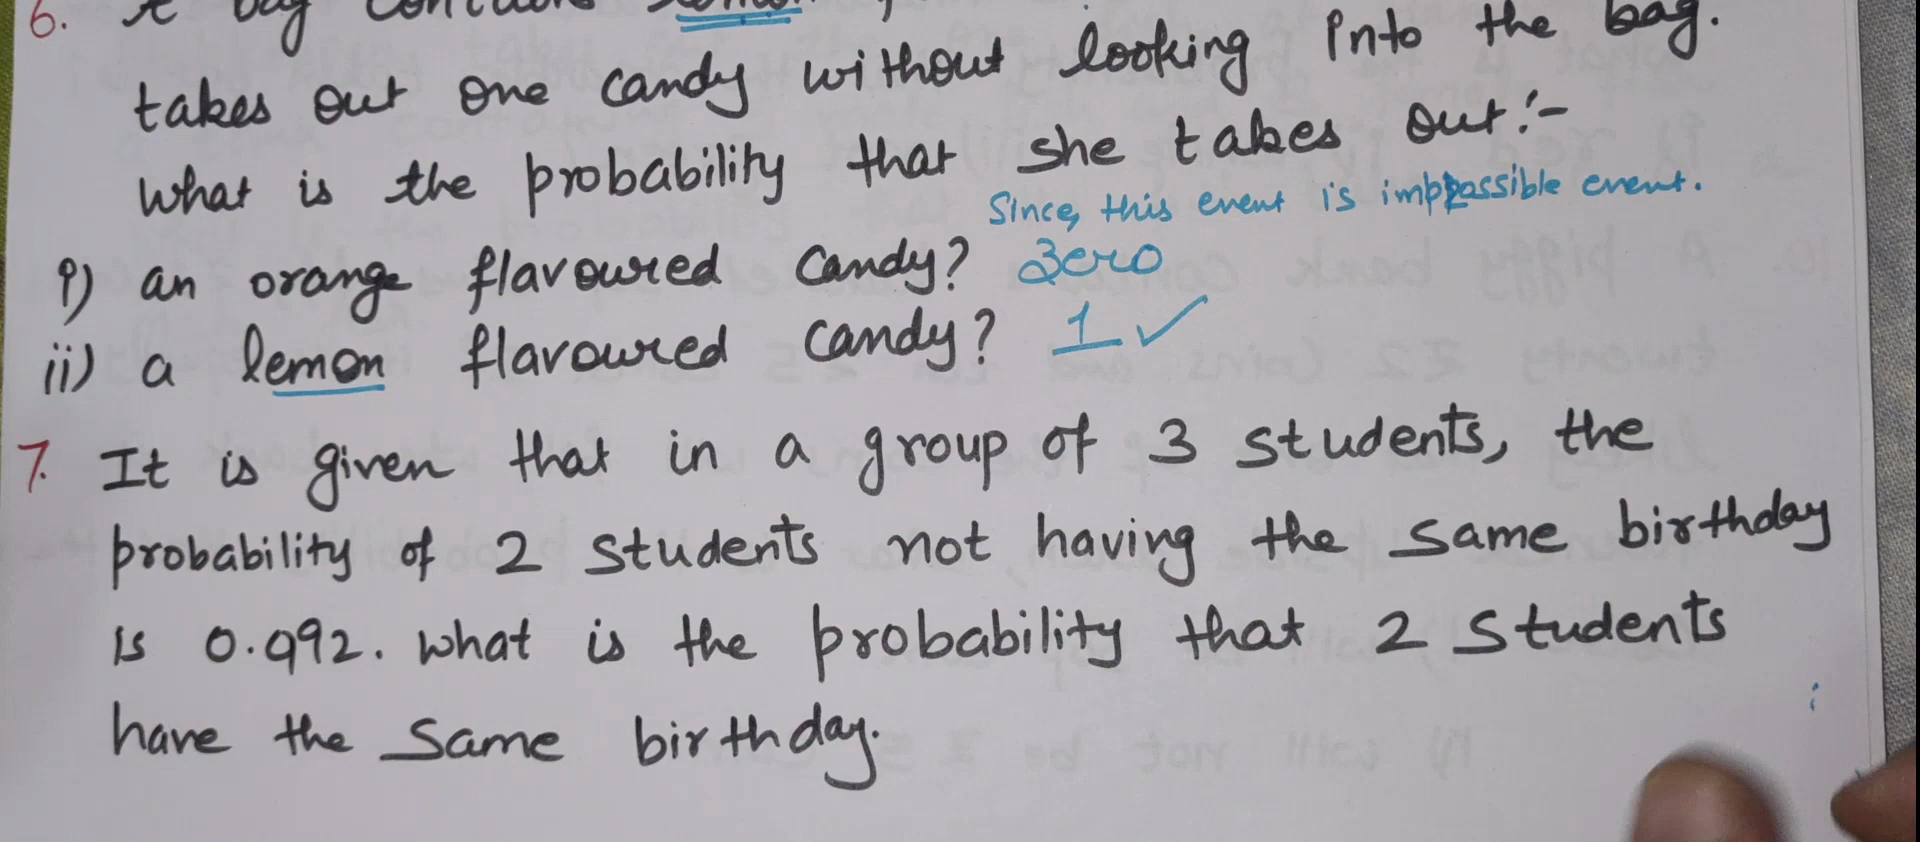 6. A bag contains lemon
takes out one candy without looking into the bag.
What is the probability that she takes out:-
Since, this event is impossible event.
i) an orange flavoured candy? Zero
ii) a lemon flavoured candy? 1 ✓
7. It is given that in a group of 3 students, the
probability of 2 students not having the same birthday
is 0.992. What is the probability that 2 students
have the same birthday.